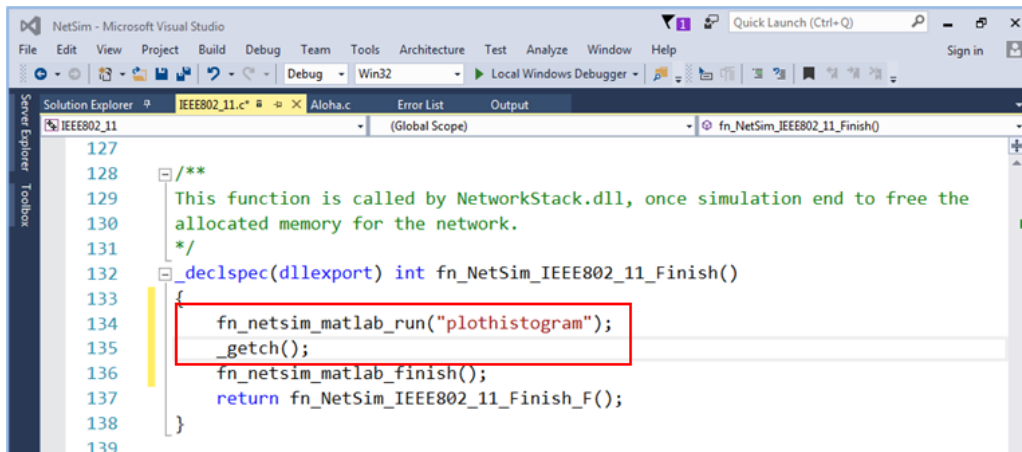 NetSim - Microsoft Visual Studio
1
Quick Launch (Ctrl+Q)
File Edit View Project Build Debug Team Tools Architecture Test Analyze Window Help
Sign in
Debug Win32 Local Windows Debugger
Server Explorer
Toolbox
Solution Explorer IEEE802_11.c* Aloha.c Error List Output
IEEE802_11 (Global Scope) fn_NetSim_IEEE802_11_Finish()
127
128 /**
129 This function is called by NetworkStack.dll, once simulation end to free the
130 allocated memory for the network.
131 */
132 _declspec(dllexport) int fn_NetSim_IEEE802_11_Finish()
133 {
134 fn_netsim_matlab_run("plothistogram");
135 _getch();
136 fn_netsim_matlab_finish();
137 return fn_NetSim_IEEE802_11_Finish_F();
138 }
139